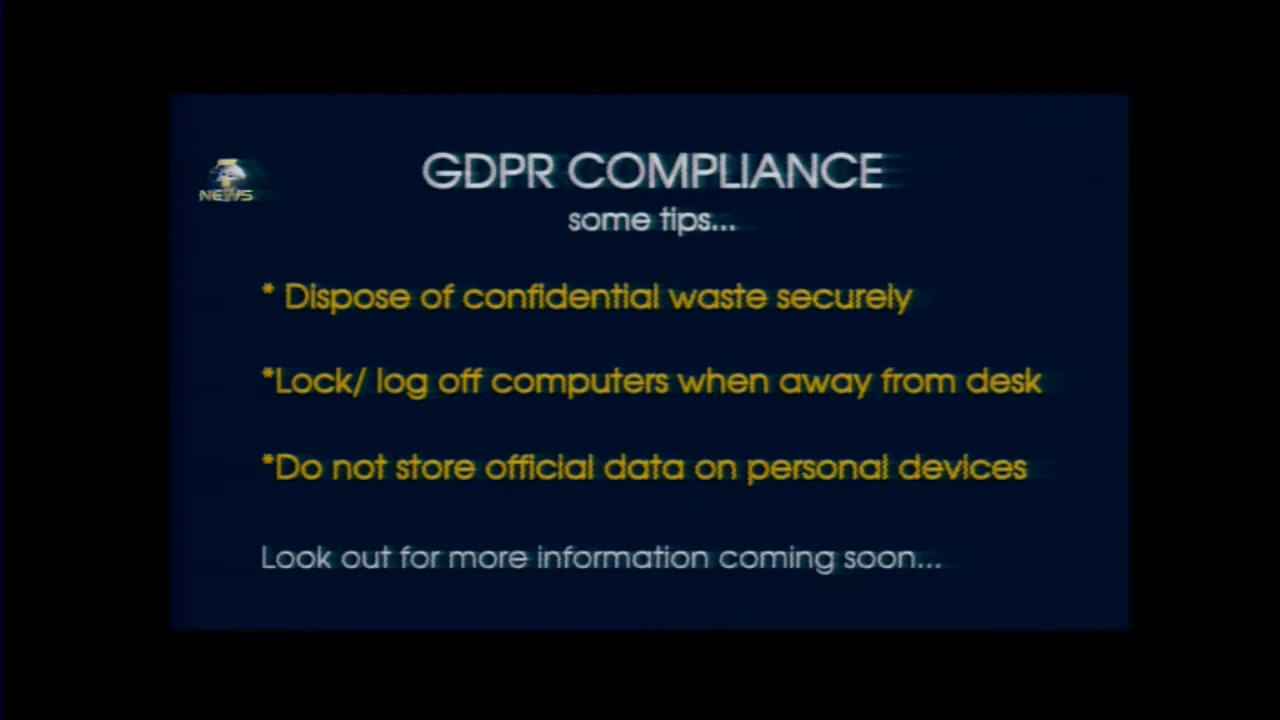 NEWS
GDPR COMPLIANCE
some tips...
* Dispose of confidential waste securely
*Lock/ log off computers when away from desk
*Do not store official data on personal devices
Look out for more information coming soon...